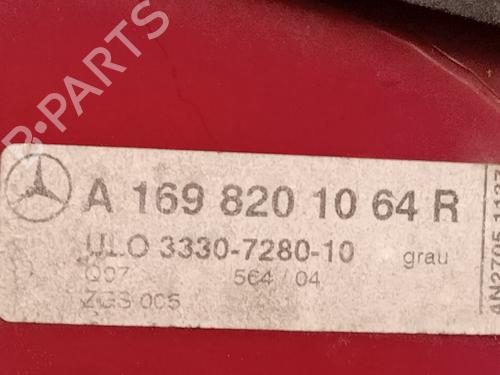 A 169 820 10 64 R
ULO 3330-7280-10 grau
Q07 564 / 04
ZGS 005
B-PARTS